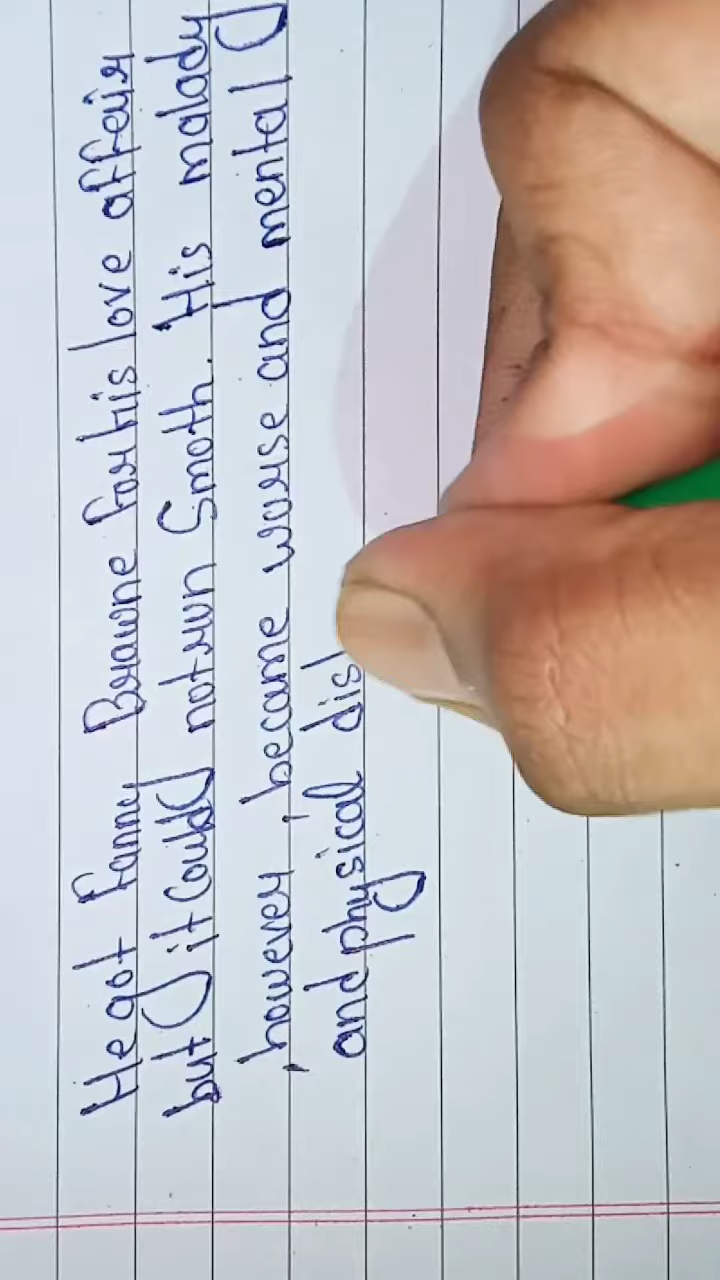 He got Fanny Brawne for his love affair
but it could not run Smoth. His malady
, however, became worse and mental
and physical dis